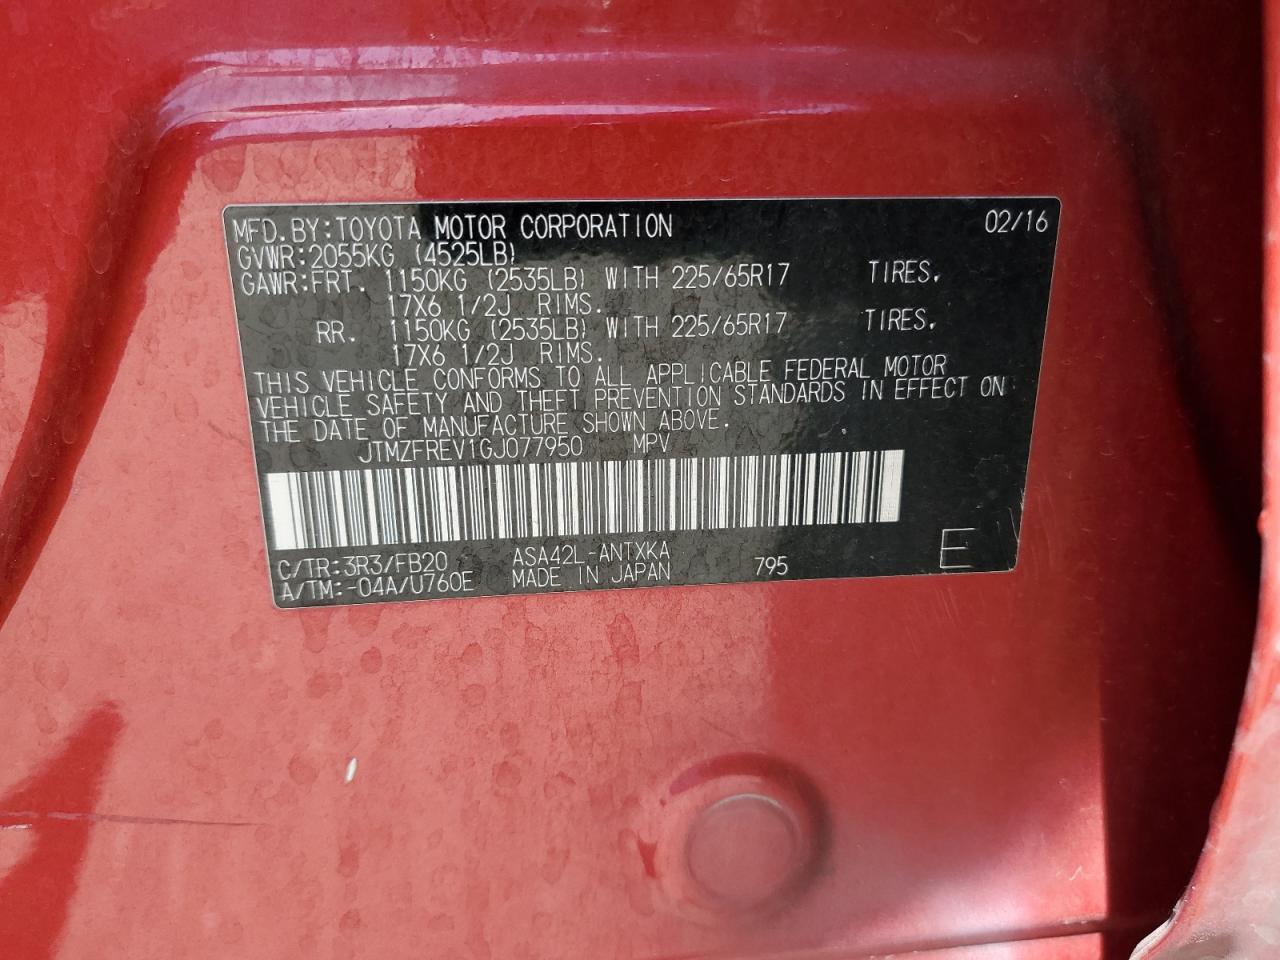 MFD.BY:TOYOTA MOTOR CORPORATION 02/16
GVWR:2055KG (4525LB)
GAWR:FRT. 1150KG (2535LB) WITH 225/65R17 TIRES.
17X6 1/2J RIMS.
RR. 1150KG (2535LB) WITH 225/65R17 TIRES.
17X6 1/2J RIMS.
THIS VEHICLE CONFORMS TO ALL APPLICABLE FEDERAL MOTOR
VEHICLE SAFETY AND THEFT PREVENTION STANDARDS IN EFFECT ON
THE DATE OF MANUFACTURE SHOWN ABOVE.
JTMZFREV1GJ077950 MPV
C/TR:3R3/FB20 ASA42L-ANTXKA 795 E
A/TM:-04A/U760E MADE IN JAPAN